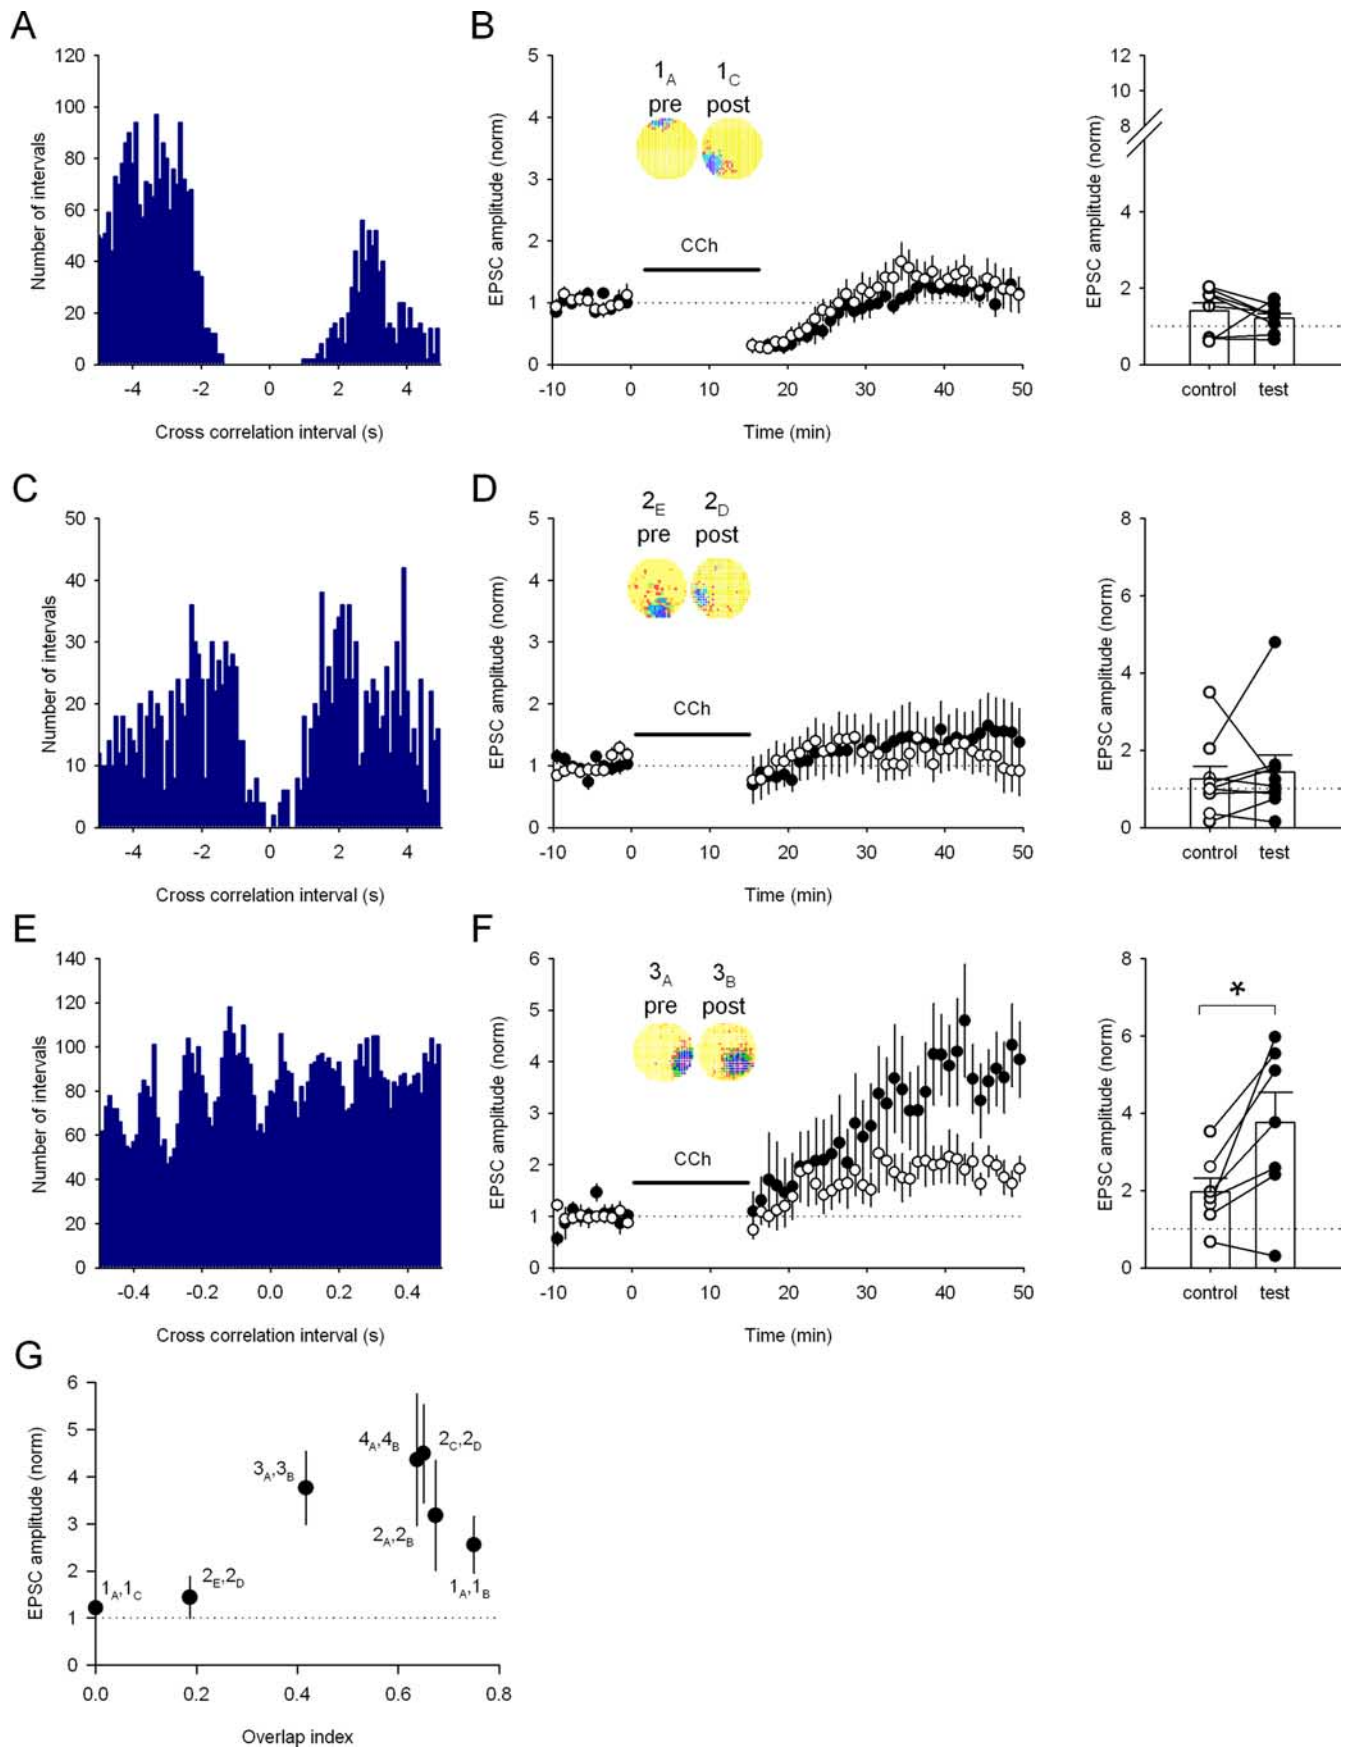 A
Number of intervals
120
100
80
60
40
20
0
-4 -2 0 2 4
Cross correlation interval (s)
B
EPSC amplitude (norm)
5
4
3
2
1
0
1A 1C
pre post
CCh
-10 0 10 20 30 40 50
Time (min)
EPSC amplitude (norm)
12
10
8
4
2
0
control test
C
Number of intervals
50
40
30
20
10
0
-4 -2 0 2 4
Cross correlation interval (s)
D
EPSC amplitude (norm)
5
4
3
2
1
0
2E 2D
pre post
CCh
-10 0 10 20 30 40 50
Time (min)
EPSC amplitude (norm)
8
6
4
2
0
control test
E
Number of intervals
140
120
100
80
60
40
20
0
-0.4 -0.2 0.0 0.2 0.4
Cross correlation interval (s)
F
EPSC amplitude (norm)
6
5
4
3
2
1
0
3A 3B
pre post
CCh
-10 0 10 20 30 40 50
Time (min)
EPSC amplitude (norm)
8
6
4
2
0
*
control test
G
EPSC amplitude (norm)
6
5
4
3
2
1
0
4A,4B 2C,2D
3A,3B
2A,2B
1A,1C 2E,2D 1A,1B
0.0 0.2 0.4 0.6 0.8
Overlap index